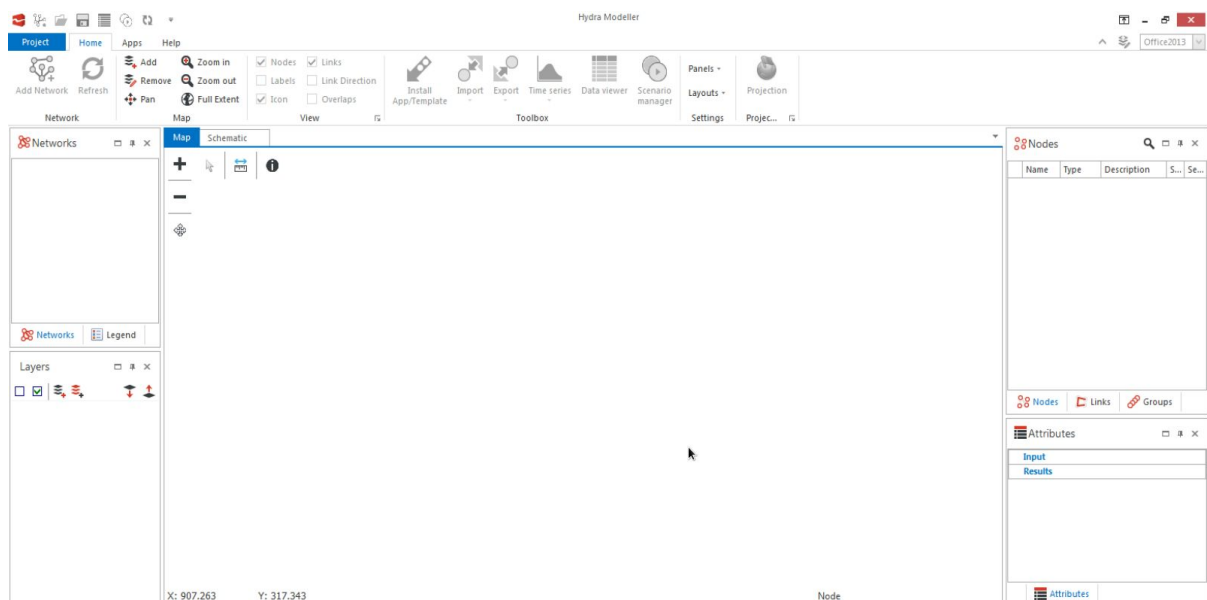 Hydra Modeller
Project Home Apps Help
Office2013
Add Network Refresh
Network
Add Zoom in
Remove Zoom out
Pan Full Extent
Map
Nodes Links
Labels Link Direction
Icon Overlaps
View
Install App/Template Import Export Time series Data viewer Scenario manager
Toolbox
Panels
Layouts
Settings
Projection
Projec...
Networks
Networks Legend
Layers
Map Schematic
X: 907.263 Y: 317.343 Node
Nodes
Name Type Description S... Se...
Nodes Links Groups
Attributes
Input
Results
Attributes